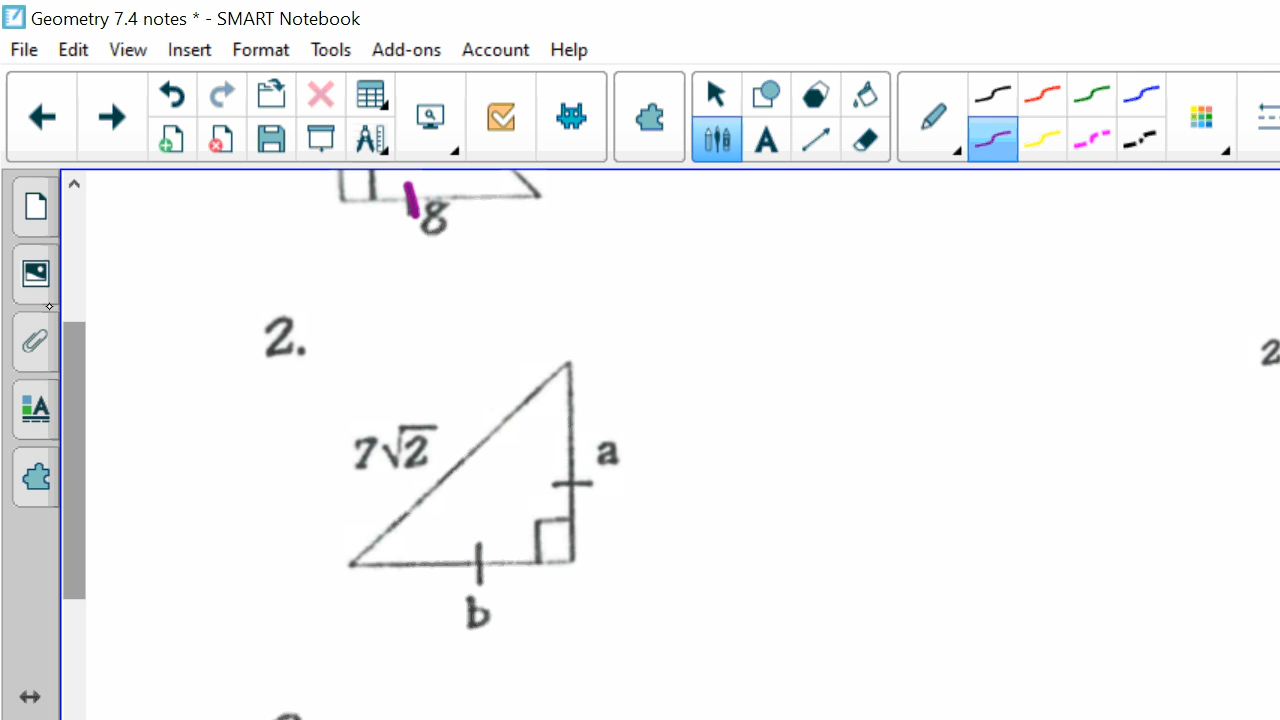 Geometry 7.4 notes * - SMART Notebook
File Edit View Insert Format Tools Add-ons Account Help
8
2.
2
7√2
a
b